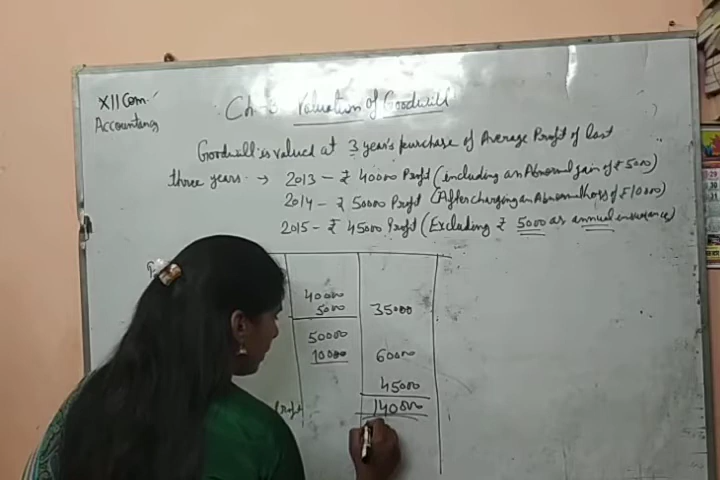 XII Com.
Accountancy
Ch-3 Valuation of Goodwill
Goodwill is valued at 3 year's purchase of Average Profit of last
three years. → 2013 - ₹ 40000 Profit (including an Abnormal gain of ₹ 5000)
2014 - ₹ 50000 Profit (After charging an Abnormal loss of ₹ 10000)
2015 - ₹ 45000 Profit (Excluding ₹ 5000 as annual insurance)
40000
5000 35000
50000
10000 60000
45000
Profit 140000